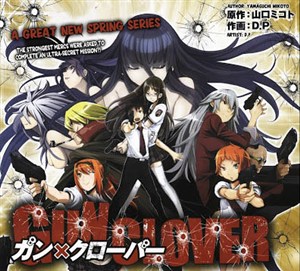 A GREAT NEW SPRING SERIES
THE STRONGEST MERCS WERE ASKED TO
COMPLETE AN ULTRA-SECRET MISSION!!
AUTHOR: YAMAGUCHI MIKOTO
原作：山口ミコト
作画：D.P
ARTIST: D.P
GUN CLOVER
ガン×クローバー